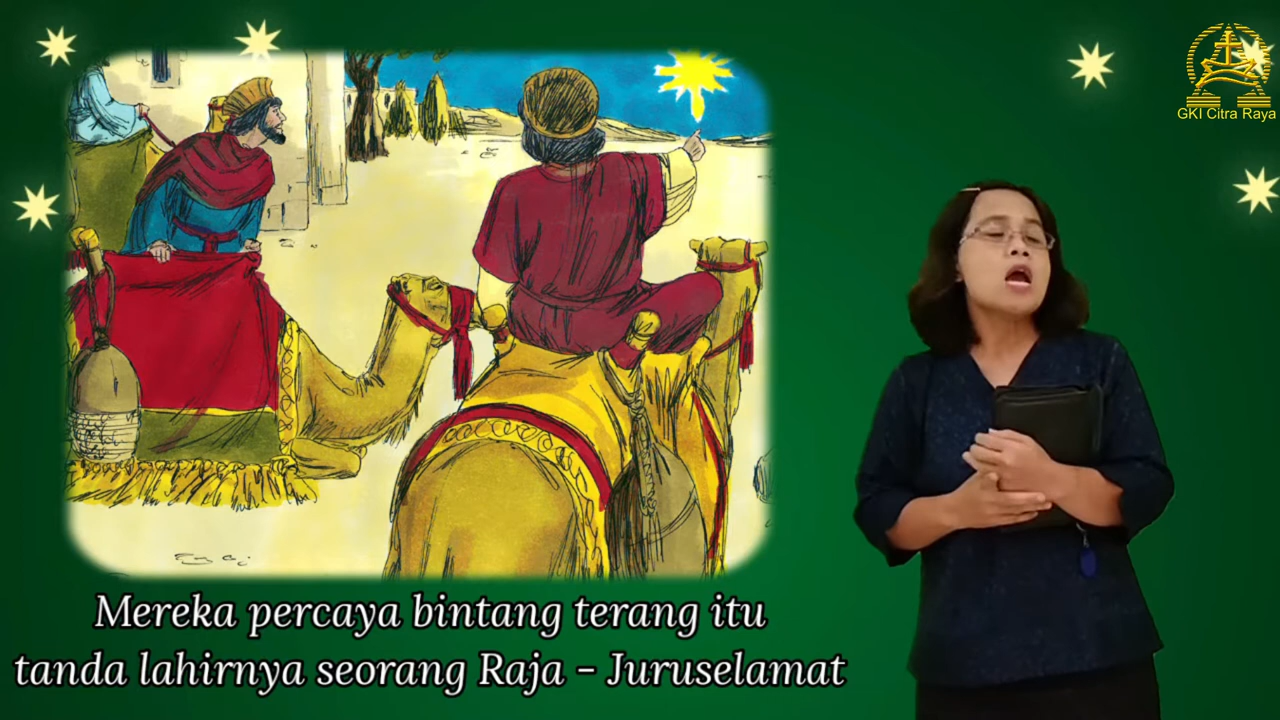 GKI Citra Raya
Mereka percaya bintang terang itu
tanda lahirnya seorang Raja - Juruselamat